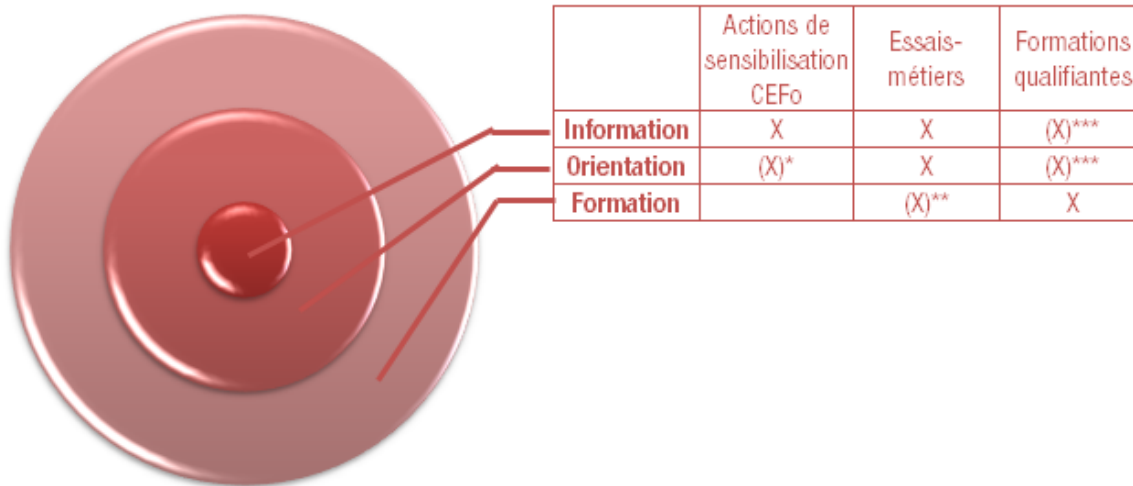 Actions de
sensibilisation
CEFo
Essais-
métiers
Formations
qualifiantes
Information X X (X)***
Orientation (X)* X (X)***
Formation (X)** X